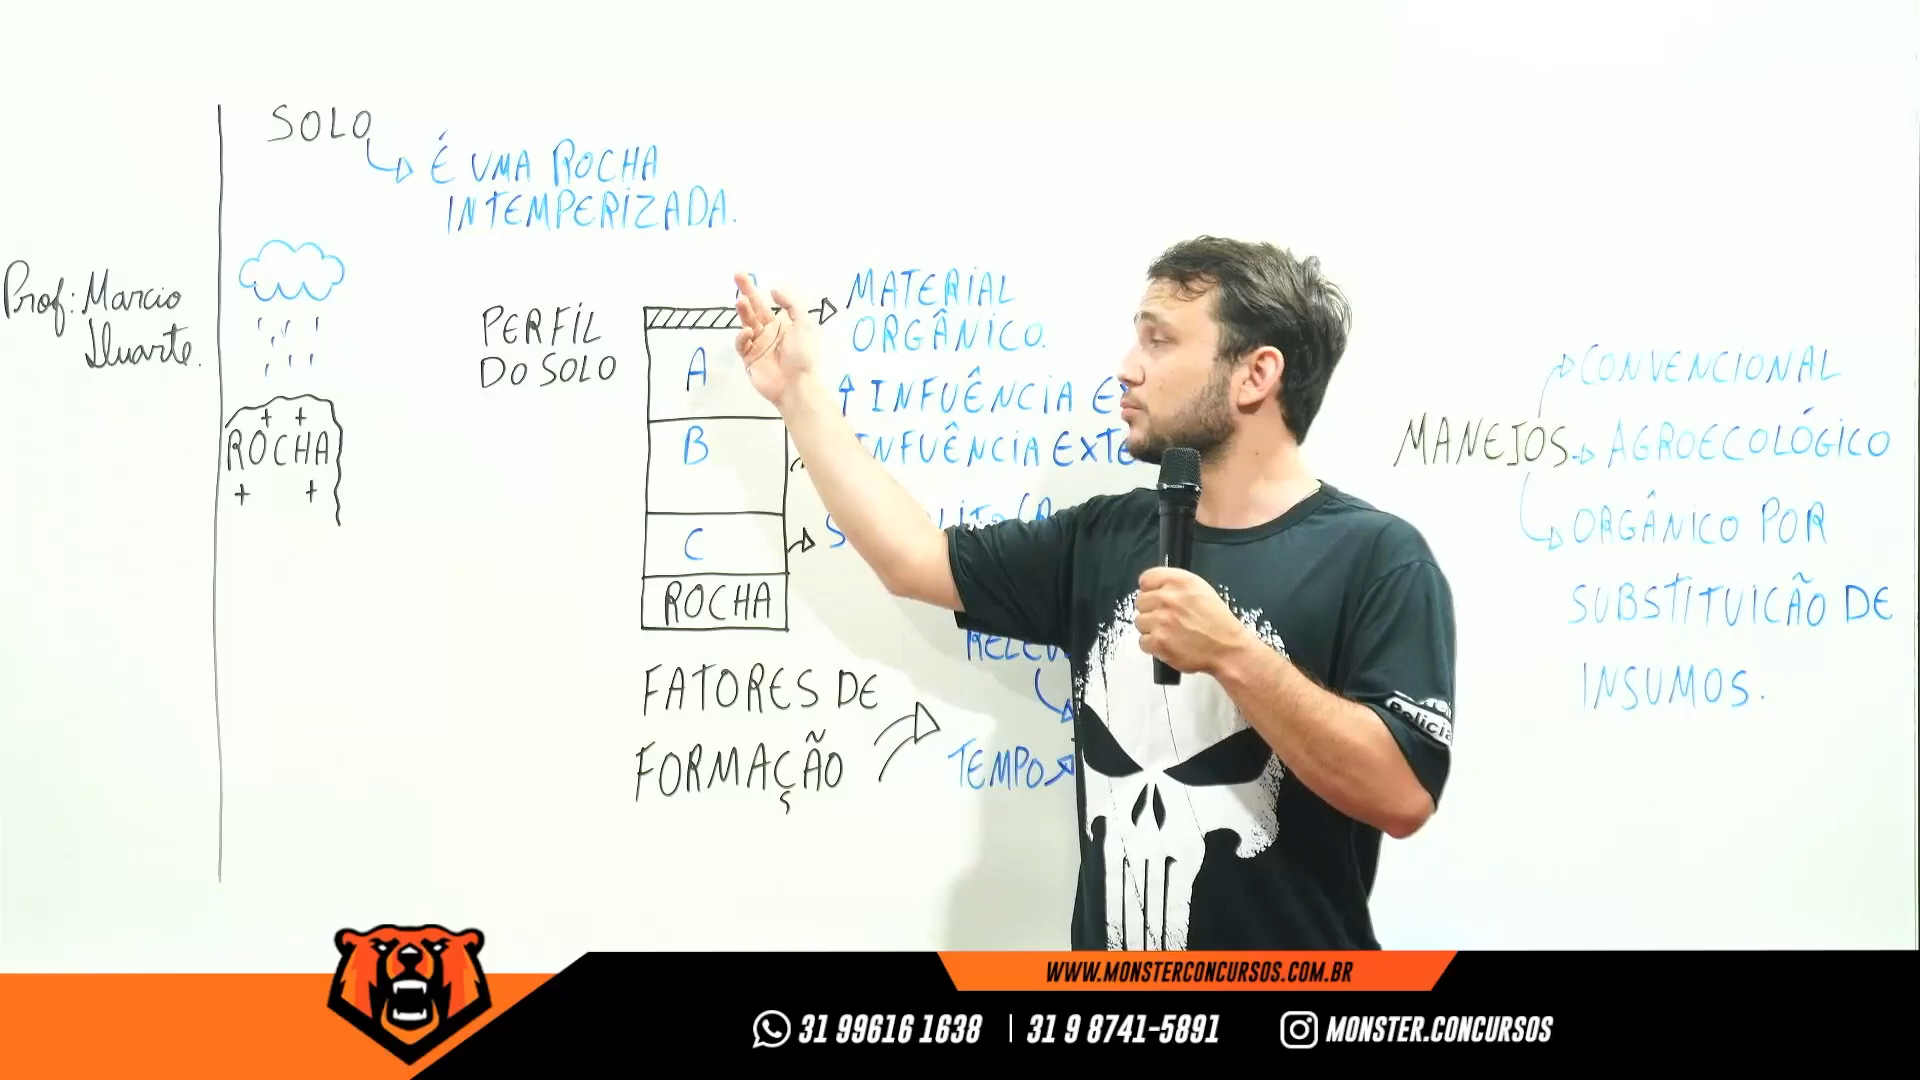 SOLO
É UMA ROCHA
INTEMPERIZADA.
Prof: Marcio
Duarte.
ROCHA
PERFIL
DO SOLO
A
B
C
ROCHA
MATERIAL
ORGÂNICO.
↑ INFUÊNCIA
INFUÊNCIA
FATORES DE
FORMAÇÃO
TEMPO
MANEJOS
CONVENCIONAL
AGROECOLÓGICO
ORGÂNICO POR
SUBSTITUICÃO DE
INSUMOS.
Polícia
WWW.MONSTERCONCURSOS.COM.BR
31 99616 1638 | 31 9 8741-5891
MONSTER.CONCURSOS